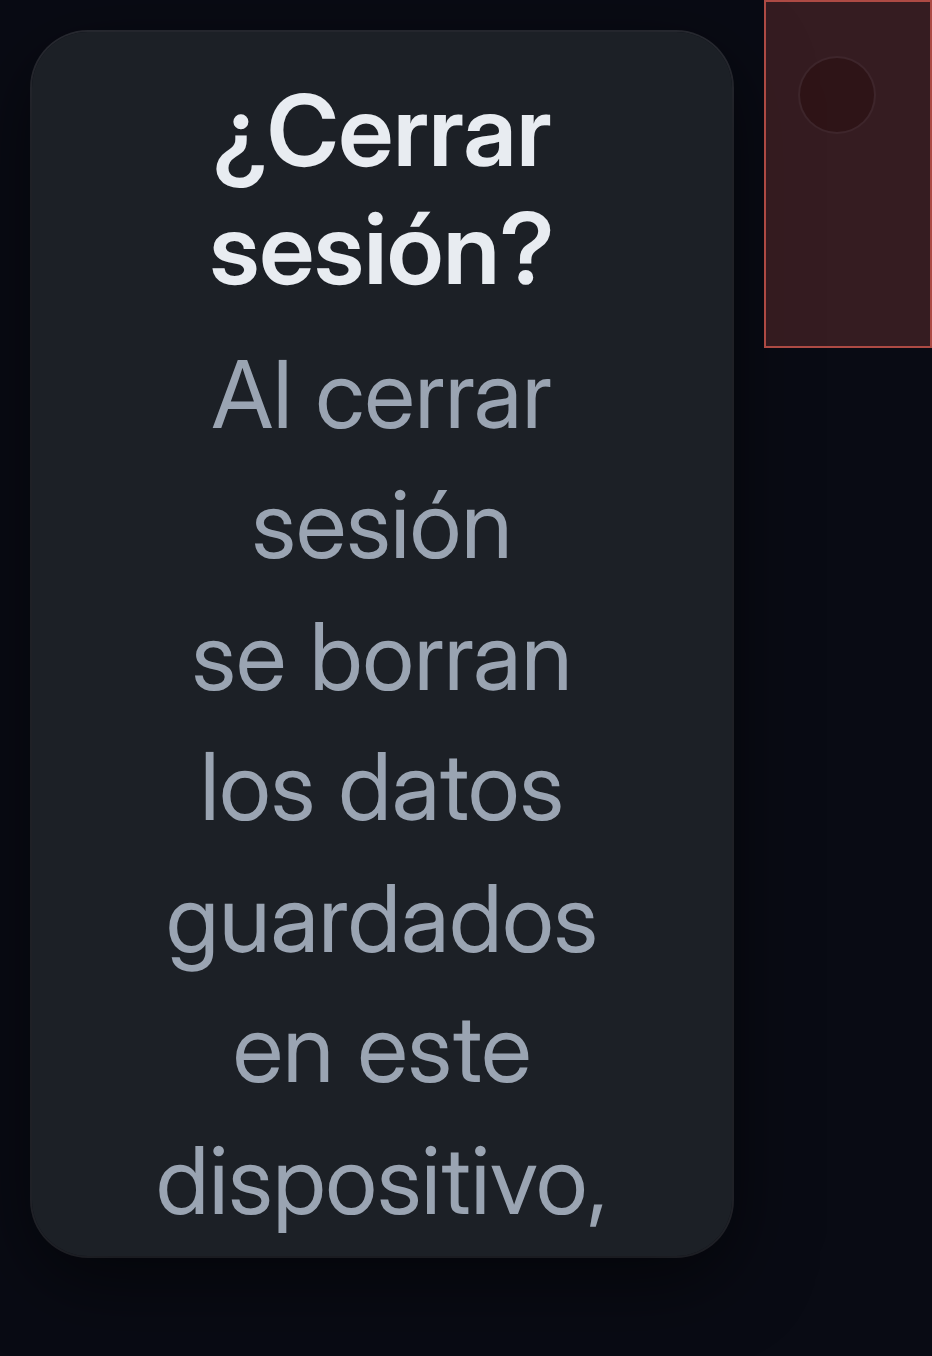 ¿Cerrar
sesión?
Al cerrar
sesión
se borran
los datos
guardados
en este
dispositivo,